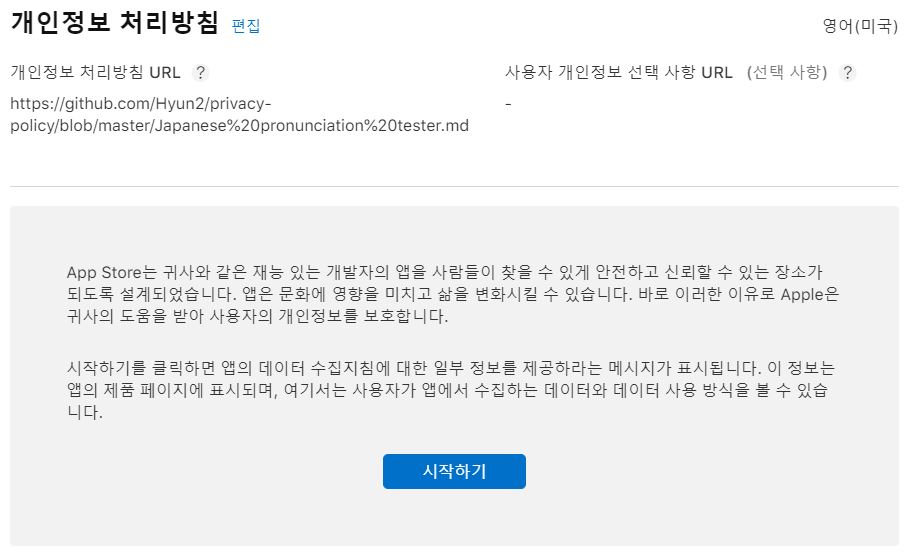 개인정보 처리방침 편집 영어(미국)
개인정보 처리방침 URL ? 사용자 개인정보 선택 사항 URL (선택 사항) ?
https://github.com/Hyun2/privacy- -
policy/blob/master/Japanese%20pronunciation%20tester.md
App Store는 귀사와 같은 재능 있는 개발자의 앱을 사람들이 찾을 수 있게 안전하고 신뢰할 수 있는 장소가
되도록 설계되었습니다. 앱은 문화에 영향을 미치고 삶을 변화시킬 수 있습니다. 바로 이러한 이유로 Apple은
귀사의 도움을 받아 사용자의 개인정보를 보호합니다.
시작하기를 클릭하면 앱의 데이터 수집지침에 대한 일부 정보를 제공하라는 메시지가 표시됩니다. 이 정보는
앱의 제품 페이지에 표시되며, 여기서는 사용자가 앱에서 수집하는 데이터와 데이터 사용 방식을 볼 수 있습
니다.
시작하기